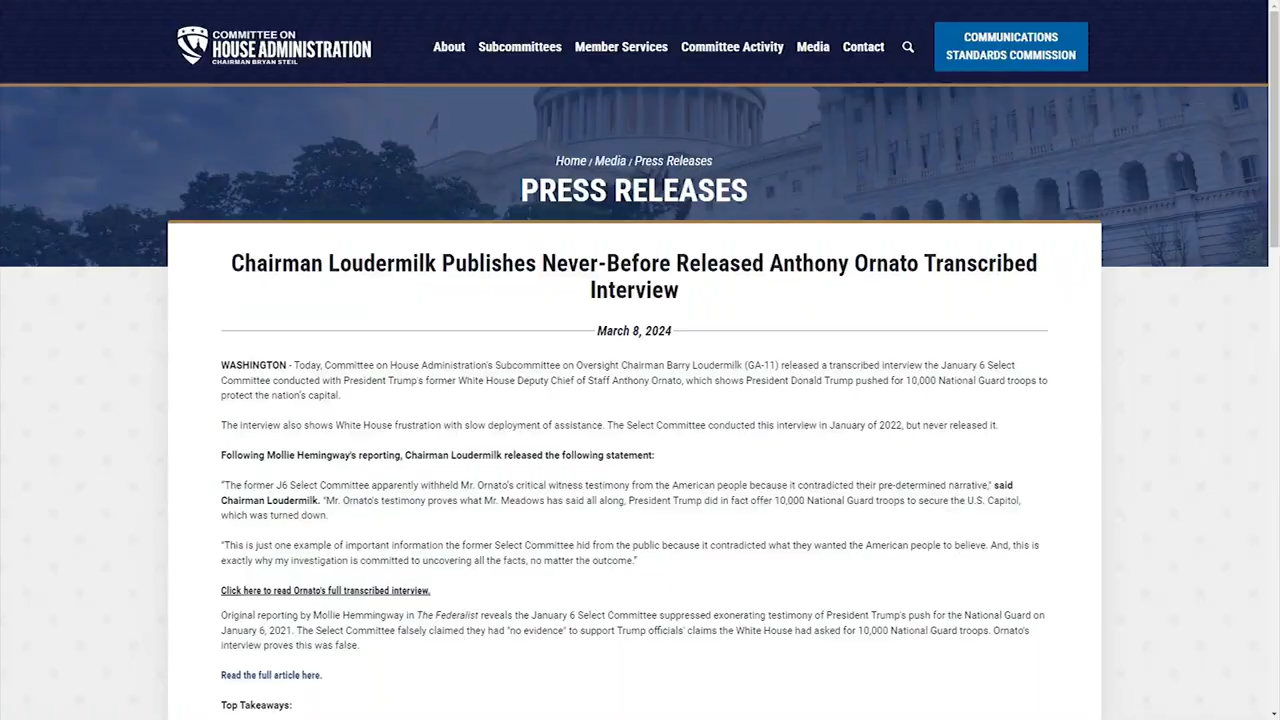 COMMITTEE ON
HOUSE ADMINISTRATION
CHAIRMAN BRYAN STEIL
About Subcommittees Member Services Committee Activity Media Contact
COMMUNICATIONS
STANDARDS COMMISSION
Home / Media / Press Releases
PRESS RELEASES
Chairman Loudermilk Publishes Never-Before Released Anthony Ornato Transcribed
Interview
March 8, 2024
WASHINGTON - Today, Committee on House Administration's Subcommittee on Oversight Chairman Barry Loudermilk (GA-11) released a transcribed interview the January 6 Select
Committee conducted with President Trump's former White House Deputy Chief of Staff Anthony Ornato, which shows President Donald Trump pushed for 10,000 National Guard troops to
protect the nation's capital.
The interview also shows White House frustration with slow deployment of assistance. The Select Committee conducted this interview in January of 2022, but never released it.
Following Mollie Hemingway's reporting, Chairman Loudermilk released the following statement:
"The former J6 Select Committee apparently withheld Mr. Ornato's critical witness testimony from the American people because it contradicted their pre-determined narrative," said
Chairman Loudermilk. "Mr. Ornato's testimony proves what Mr. Meadows has said all along, President Trump did in fact offer 10,000 National Guard troops to secure the U.S. Capitol,
which was turned down.
"This is just one example of important information the former Select Committee hid from the public because it contradicted what they wanted the American people to believe. And, this is
exactly why my investigation is committed to uncovering all the facts, no matter the outcome."
Click here to read Ornato's full transcribed interview.
Original reporting by Mollie Hemmingway in The Federalist reveals the January 6 Select Committee suppressed exonerating testimony of President Trump's push for the National Guard on
January 6, 2021. The Select Committee falsely claimed they had "no evidence" to support Trump officials' claims the White House had asked for 10,000 National Guard troops. Ornato's
interview proves this was false.
Read the full article here.
Top Takeaways: